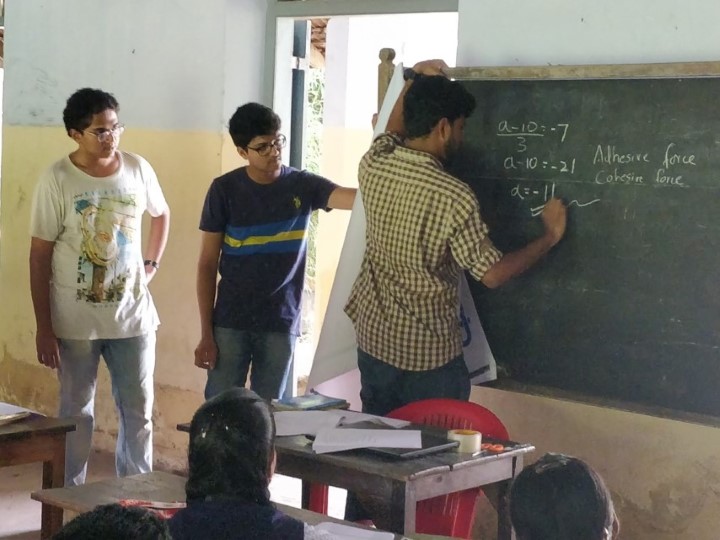 a-10 = -7
3
a-10 = -21
a = -11
Adhesive force
Cohesive force